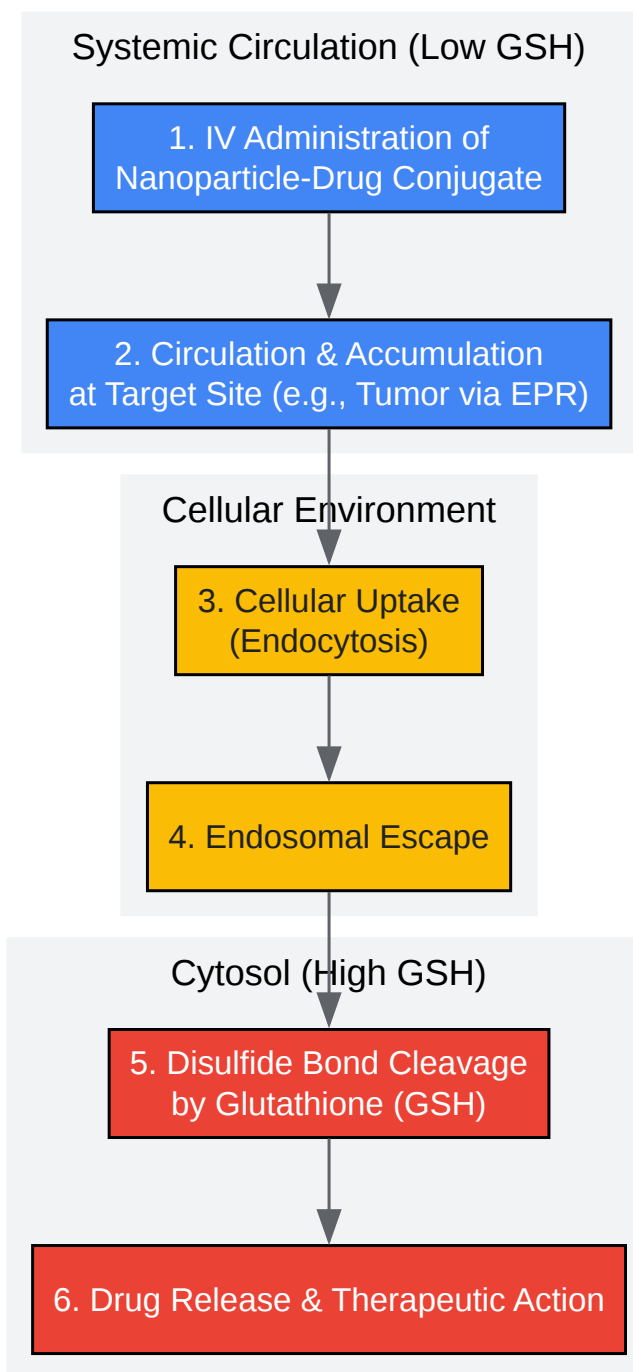 Systemic Circulation (Low GSH)
1. IV Administration of
Nanoparticle-Drug Conjugate
2. Circulation & Accumulation
at Target Site (e.g., Tumor via EPR)
Cellular Environment
3. Cellular Uptake
(Endocytosis)
4. Endosomal Escape
Cytosol (High GSH)
5. Disulfide Bond Cleavage
by Glutathione (GSH)
6. Drug Release & Therapeutic Action